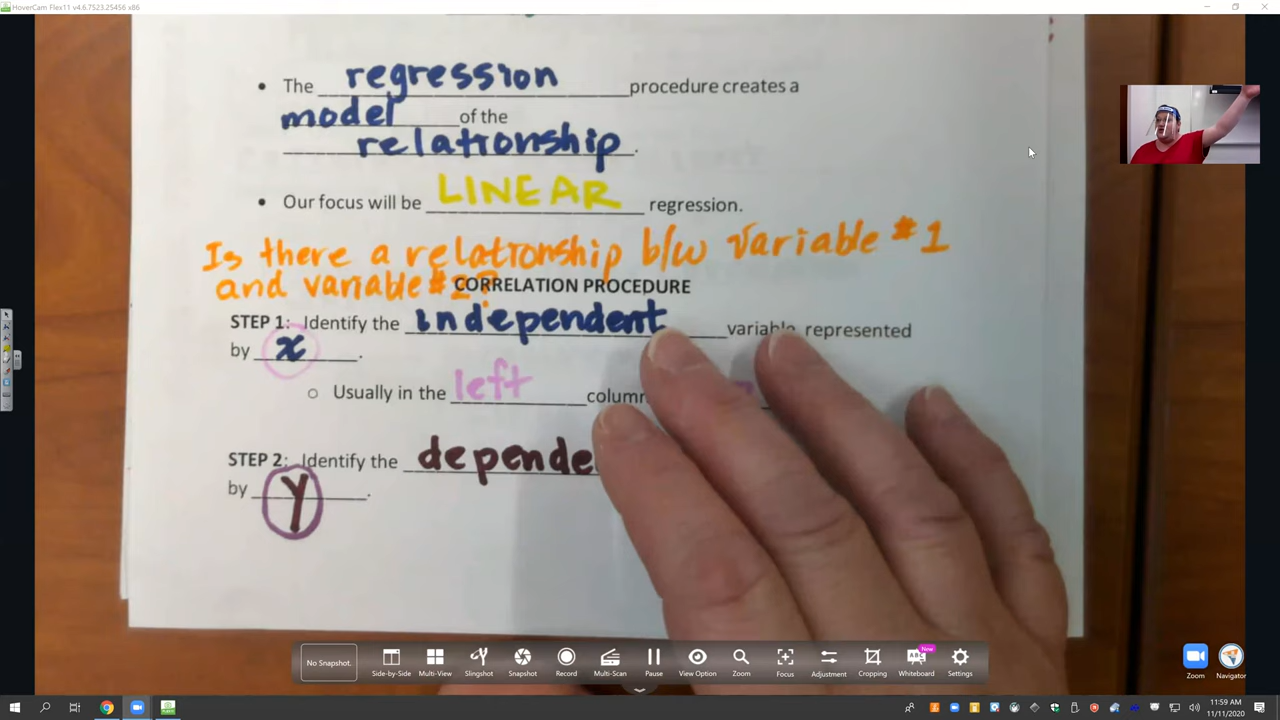 HoverCam Flex11 v4.6.7523.25456 x86
• The regression procedure creates a
model of the
relationship.
• Our focus will be LINEAR regression.
Is there a relationship b/w variable #1
and variable #2?
CORRELATION PROCEDURE
STEP 1: Identify the independent variable represented
by x.
○ Usually in the left column
STEP 2: Identify the
by y.
No Snapshot.
Side-by-Side Multi-View Slingshot Snapshot Record Multi-Scan Pause View Option Zoom Focus Adjustment Cropping Whiteboard Settings
New
ABC
Zoom Navigator
11:59 AM
11/11/2020